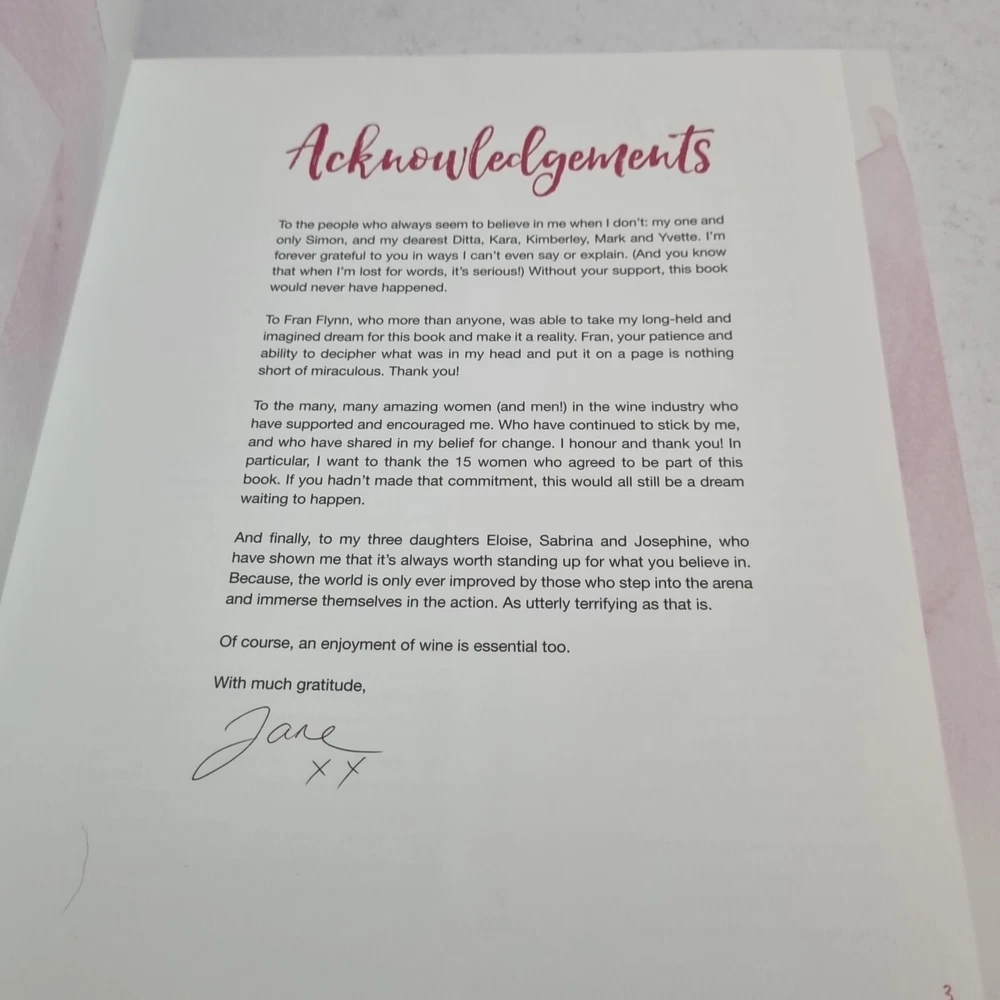 Acknowledgements
To the people who always seem to believe in me when I don't: my one and
only Simon, and my dearest Ditta, Kara, Kimberley, Mark and Yvette. I'm
forever grateful to you in ways I can't even say or explain. (And you know
that when I'm lost for words, it's serious!) Without your support, this book
would never have happened.
To Fran Flynn, who more than anyone, was able to take my long-held and
imagined dream for this book and make it a reality. Fran, your patience and
ability to decipher what was in my head and put it on a page is nothing
short of miraculous. Thank you!
To the many, many amazing women (and men!) in the wine industry who
have supported and encouraged me. Who have continued to stick by me,
and who have shared in my belief for change. I honour and thank you! In
particular, I want to thank the 15 women who agreed to be part of this
book. If you hadn't made that commitment, this would all still be a dream
waiting to happen.
And finally, to my three daughters Eloise, Sabrina and Josephine, who
have shown me that it's always worth standing up for what you believe in.
Because, the world is only ever improved by those who step into the arena
and immerse themselves in the action. As utterly terrifying as that is.
Of course, an enjoyment of wine is essential too.
With much gratitude,
Jane
xx
3